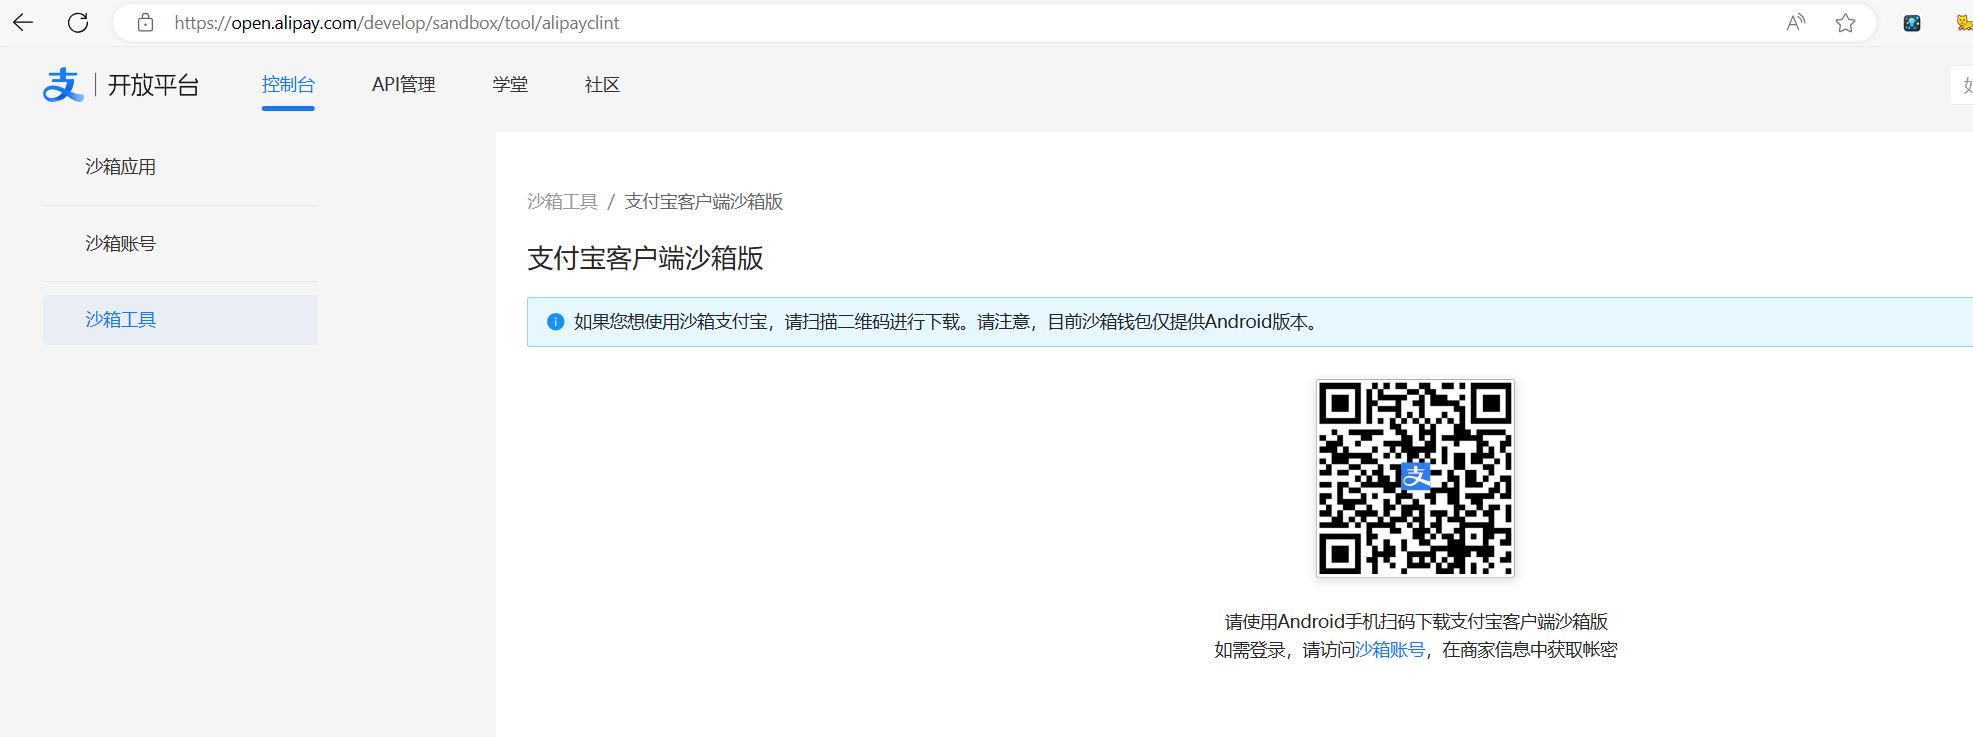 https://open.alipay.com/develop/sandbox/tool/alipayclint
支 开放平台 控制台 API管理 学堂 社区
沙箱应用
沙箱账号
沙箱工具
沙箱工具 / 支付宝客户端沙箱版
支付宝客户端沙箱版
如果您想使用沙箱支付宝，请扫描二维码进行下载。请注意，目前沙箱钱包仅提供Android版本。
支
请使用Android手机扫码下载支付宝客户端沙箱版
如需登录，请访问沙箱账号，在商家信息中获取帐密